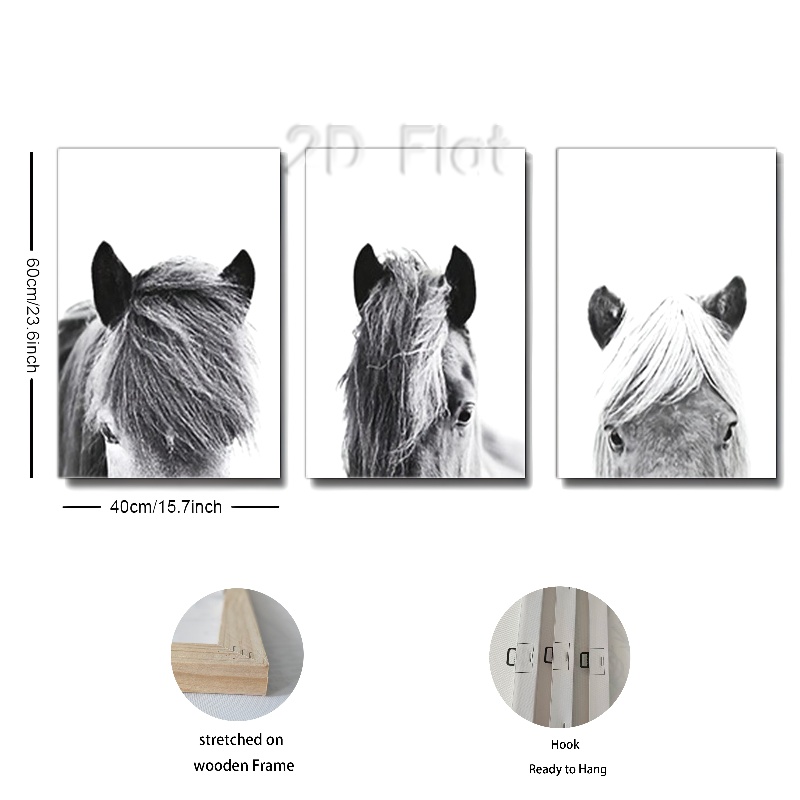 2D Flat
60cm/23.6inch
40cm/15.7inch
stretched on
wooden Frame
Hook
Ready to Hang